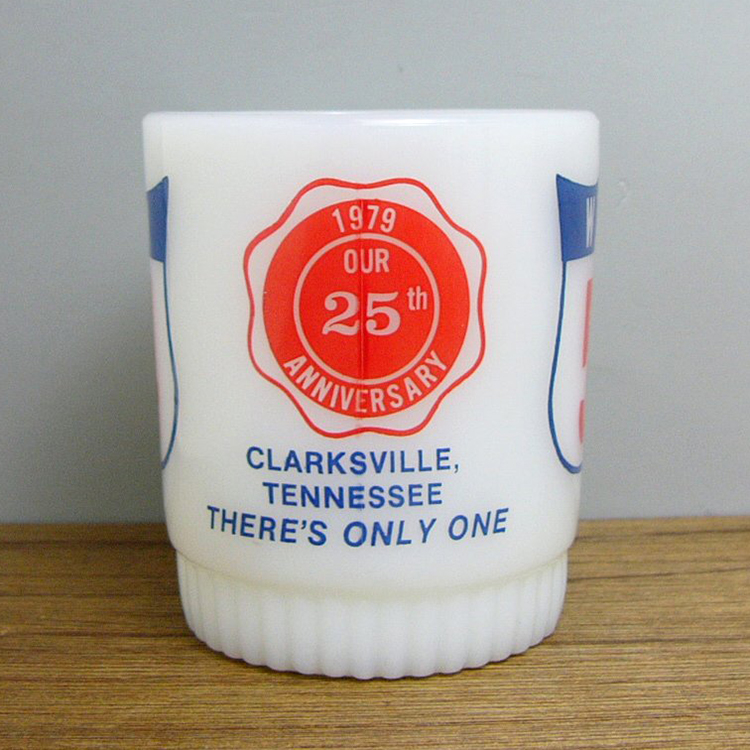 1979
OUR
25th
ANNIVERSARY
CLARKSVILLE,
TENNESSEE
THERE'S ONLY ONE